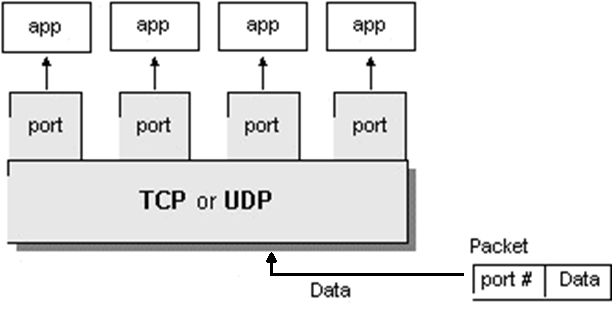 app app app app
port port port port
TCP or UDP
Packet
port # Data
Data